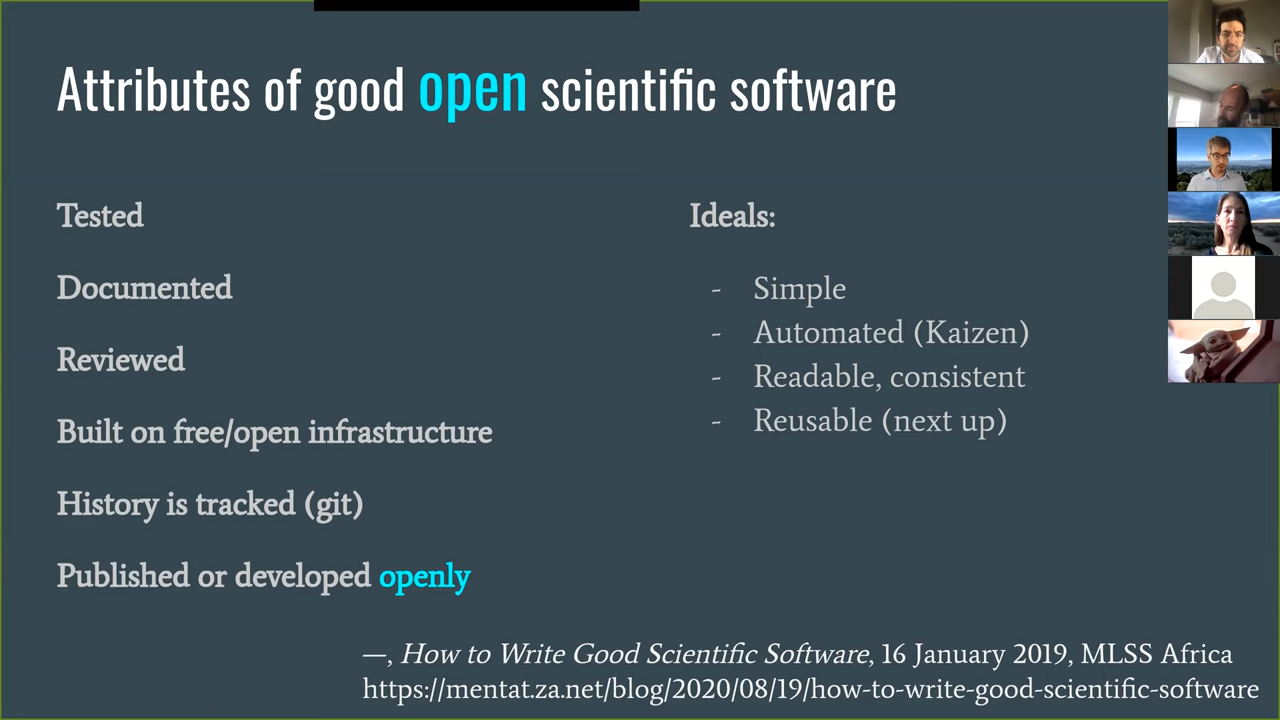 Attributes of good open scientific software
Tested
Documented
Reviewed
Built on free/open infrastructure
History is tracked (git)
Published or developed openly
Ideals:
- Simple
- Automated (Kaizen)
- Readable, consistent
- Reusable (next up)
—, How to Write Good Scientific Software, 16 January 2019, MLSS Africa
https://mentat.za.net/blog/2020/08/19/how-to-write-good-scientific-software